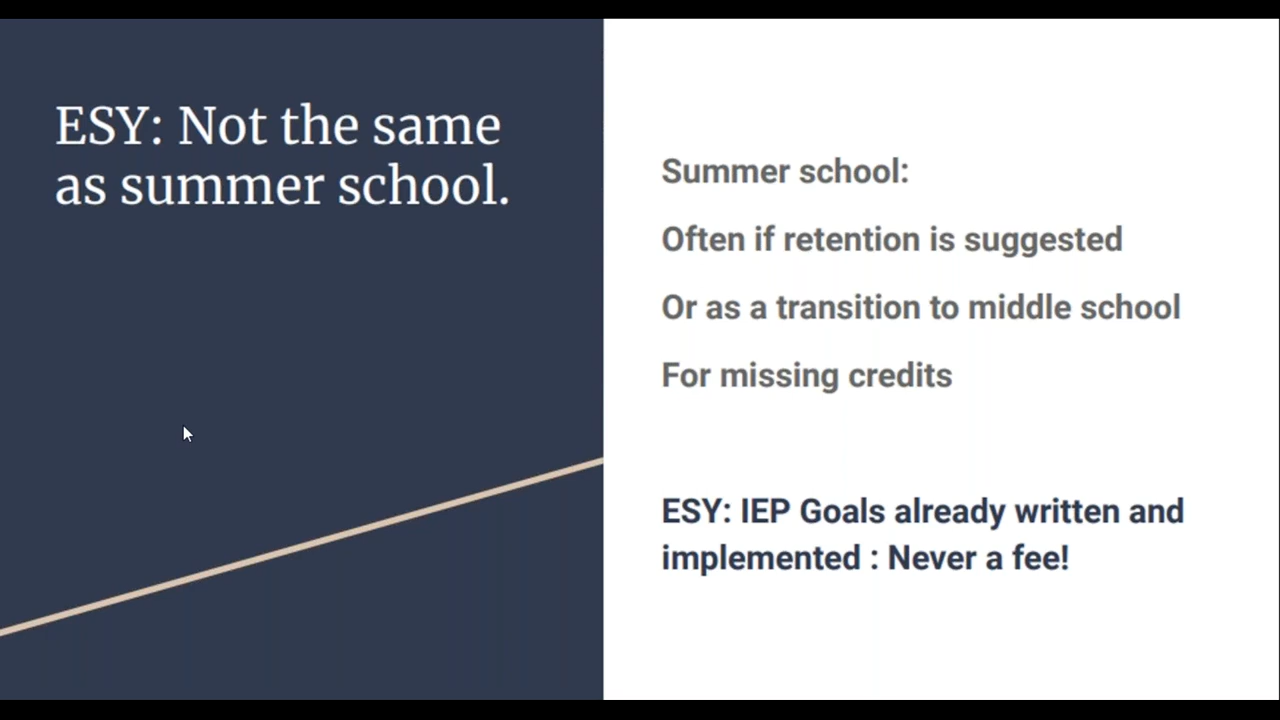 ESY: Not the same
as summer school.
Summer school:
Often if retention is suggested
Or as a transition to middle school
For missing credits
ESY: IEP Goals already written and
implemented : Never a fee!